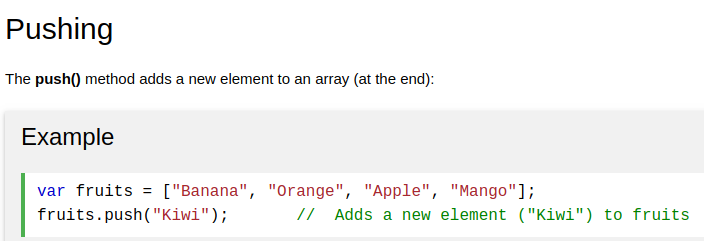 Pushing
The push() method adds a new element to an array (at the end):
Example
var fruits = ["Banana", "Orange", "Apple", "Mango"];
fruits.push("Kiwi");       //  Adds a new element ("Kiwi") to fruits